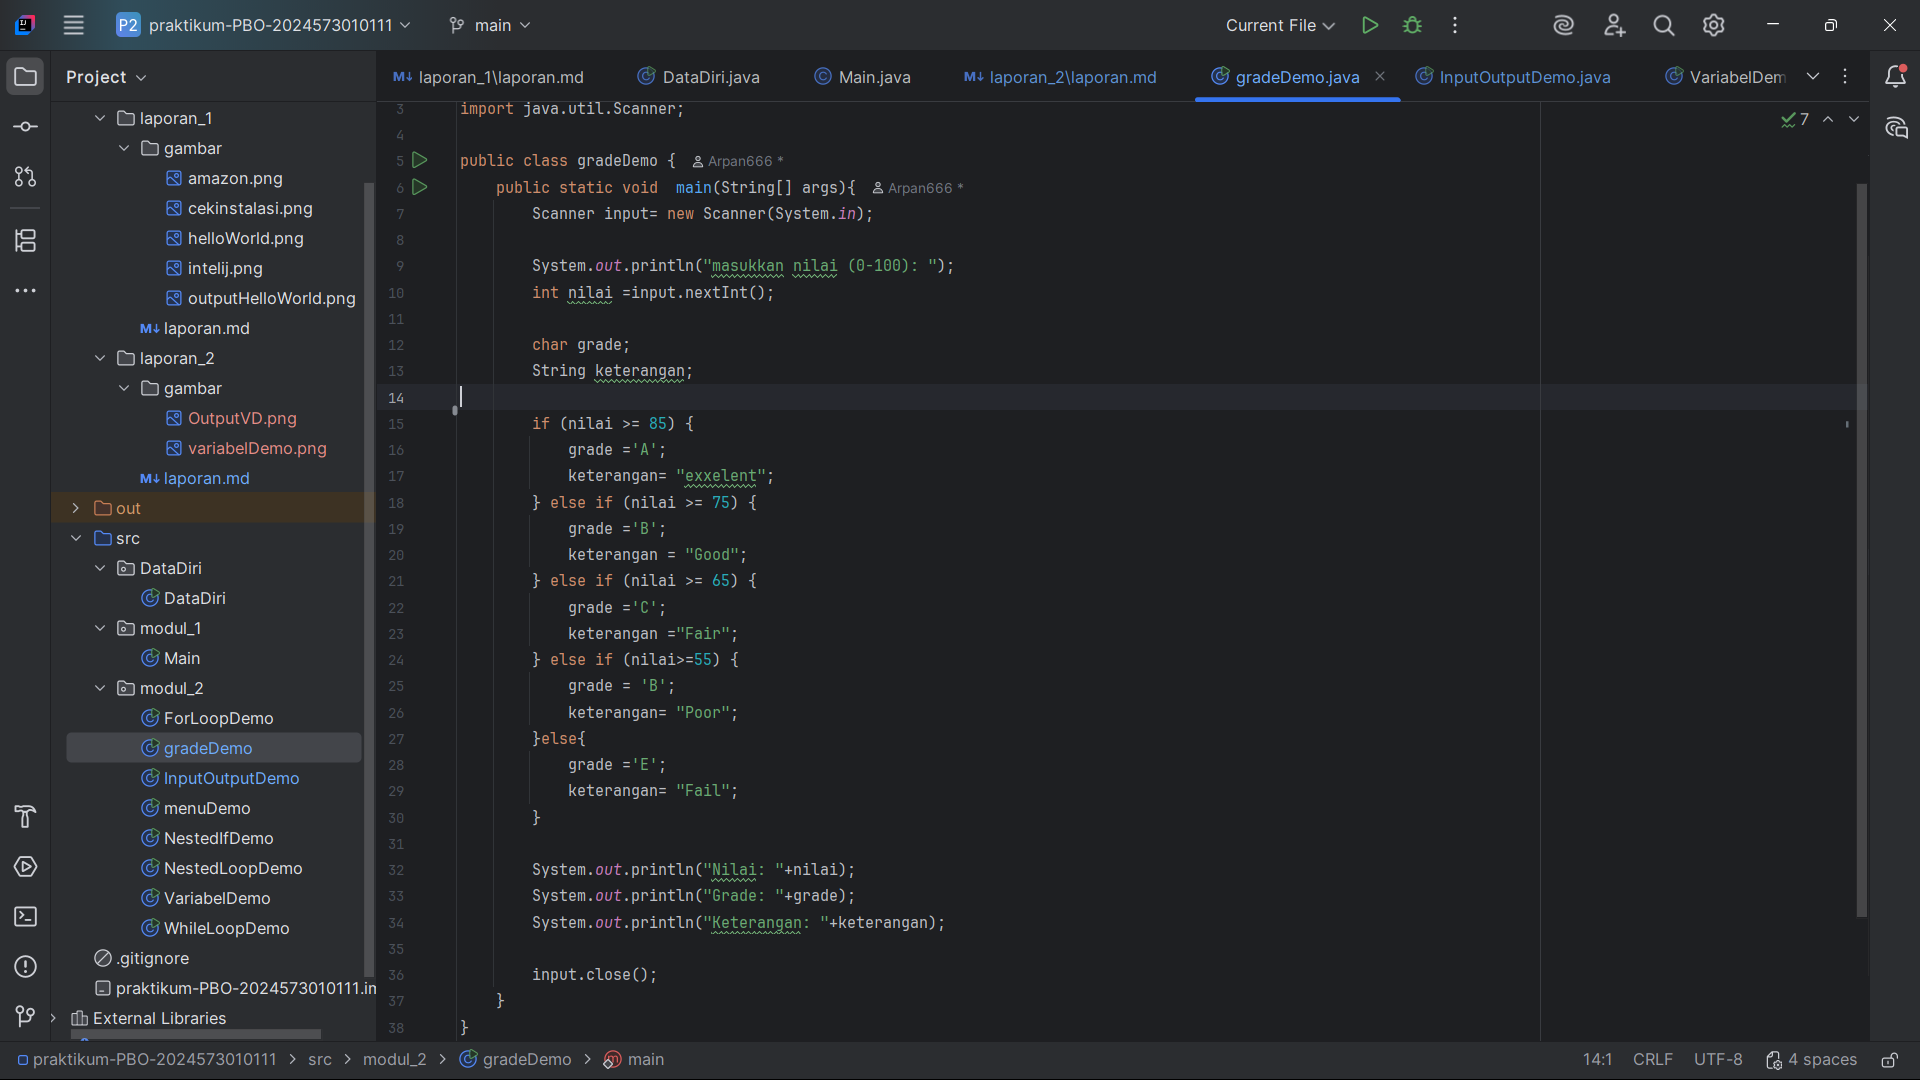 P2 praktikum-PBO-2024573010111 main Current File
Project
laporan_1\laporan.md DataDiri.java Main.java laporan_2\laporan.md gradeDemo.java InputOutputDemo.java VariabelDem
laporan_1
gambar
amazon.png
cekinstalasi.png
helloWorld.png
intelij.png
outputHelloWorld.png
M↓ laporan.md
laporan_2
gambar
OutputVD.png
variabelDemo.png
M↓ laporan.md
out
src
DataDiri
DataDiri
modul_1
Main
modul_2
ForLoopDemo
gradeDemo
InputOutputDemo
menuDemo
NestedIfDemo
NestedLoopDemo
VariabelDemo
WhileLoopDemo
.gitignore
praktikum-PBO-2024573010111.im
External Libraries
7
3 import java.util.Scanner;
4
5 public class gradeDemo { Arpan666 *
6 public static void  main(String[] args){ Arpan666 *
7 Scanner input= new Scanner(System.in);
8
9 System.out.println("masukkan nilai (0-100): ");
10 int nilai =input.nextInt();
11
12 char grade;
13 String keterangan;
14
15 if (nilai >= 85) {
16 grade ='A';
17 keterangan= "exxelent";
18 } else if (nilai >= 75) {
19 grade ='B';
20 keterangan = "Good";
21 } else if (nilai >= 65) {
22 grade ='C';
23 keterangan ="Fair";
24 } else if (nilai>=55) {
25 grade = 'B';
26 keterangan= "Poor";
27 }else{
28 grade ='E';
29 keterangan= "Fail";
30 }
31
32 System.out.println("Nilai: "+nilai);
33 System.out.println("Grade: "+grade);
34 System.out.println("Keterangan: "+keterangan);
35
36 input.close();
37 }
38 }
praktikum-PBO-2024573010111 > src > modul_2 > gradeDemo > main 14:1 CRLF UTF-8 4 spaces